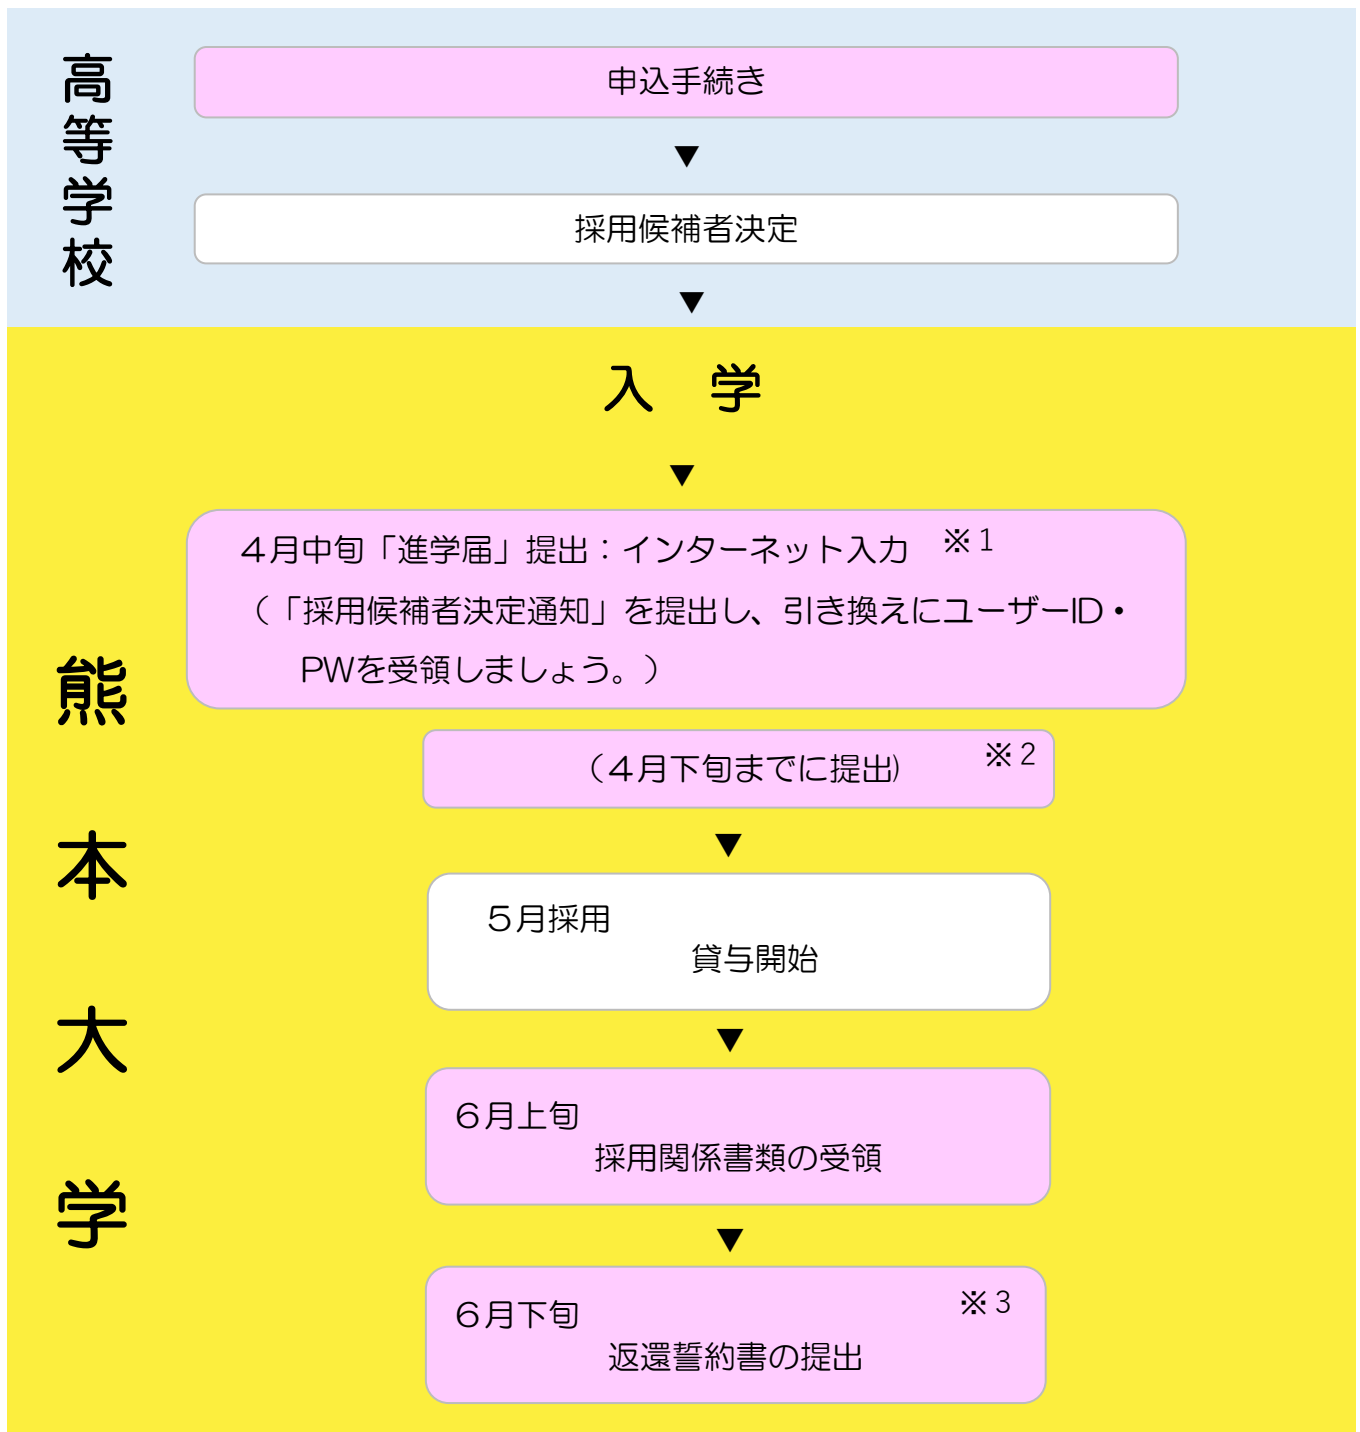 高等学校
申込手続き
▼
採用候補者決定
▼
入 学
▼
熊本大学
４月中旬「進学届」提出：インターネット入力 ※１
（「採用候補者決定通知」を提出し、引き換えにユーザーID・
PWを受領しましょう。）
（４月下旬までに提出) ※２
▼
５月採用
貸与開始
▼
６月上旬
採用関係書類の受領
▼
６月下旬 ※３
返還誓約書の提出